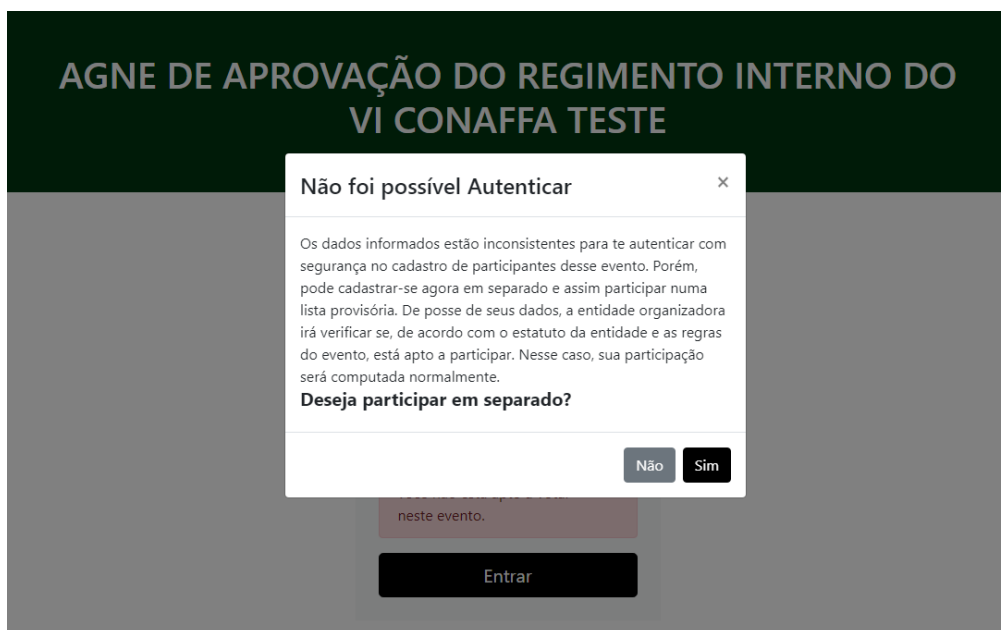 AGNE DE APROVAÇÃO DO REGIMENTO INTERNO DO
VI CONAFFA TESTE
Não foi possível Autenticar
×
Os dados informados estão inconsistentes para te autenticar com
segurança no cadastro de participantes desse evento. Porém,
pode cadastrar-se agora em separado e assim participar numa
lista provisória. De posse de seus dados, a entidade organizadora
irá verificar se, de acordo com o estatuto da entidade e as regras
do evento, está apto a participar. Nesse caso, sua participação
será computada normalmente.
Deseja participar em separado?
Não Sim
neste evento.
Entrar